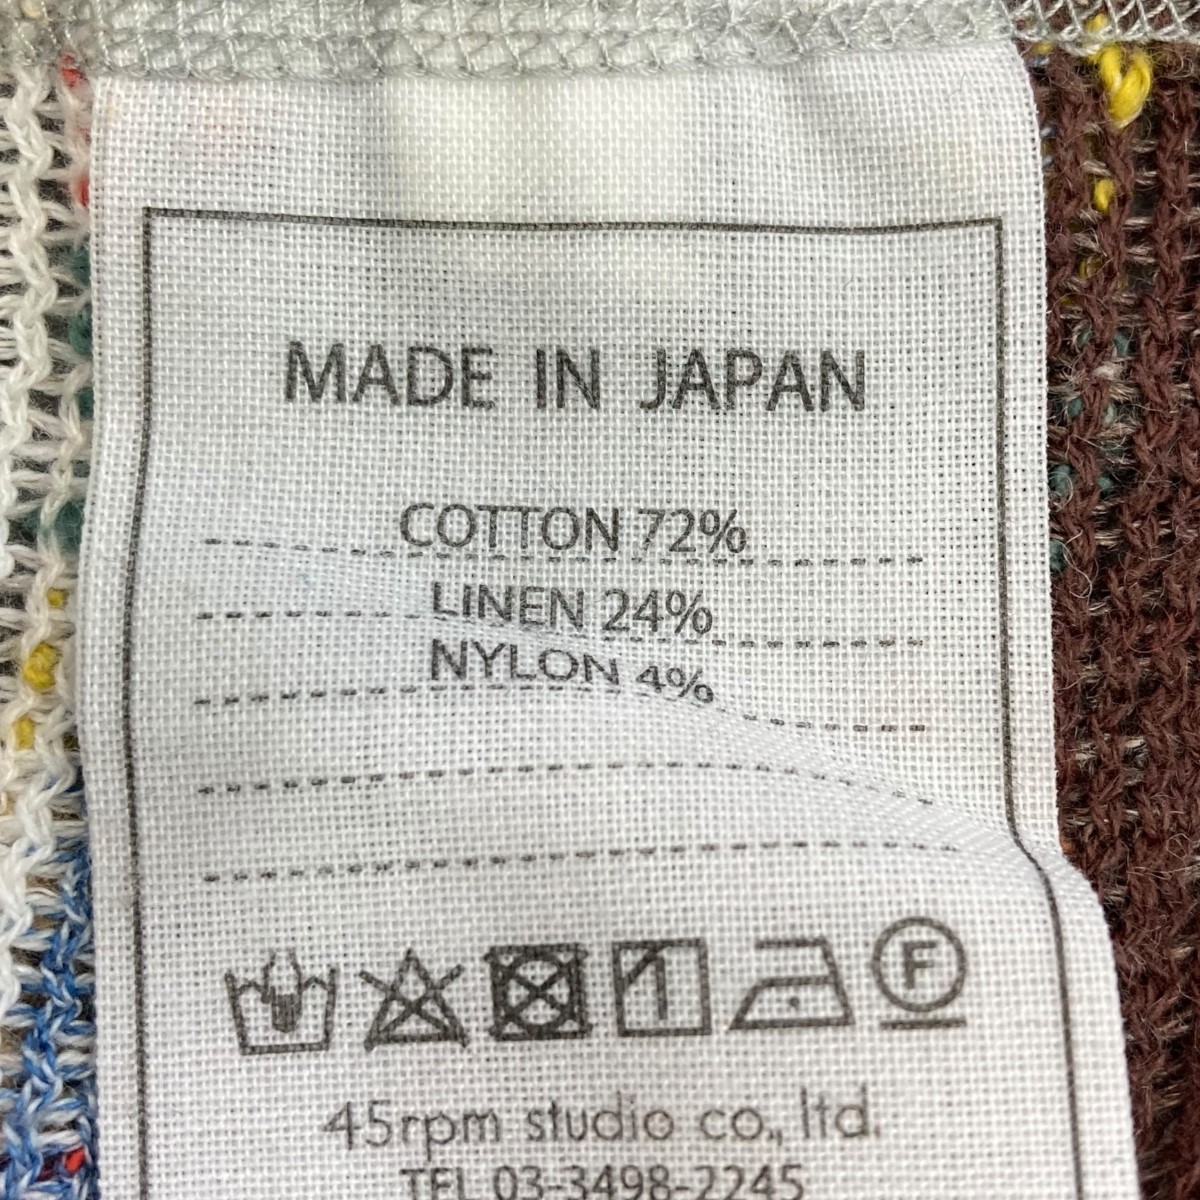 MADE IN JAPAN
COTTON 72%
LINEN 24%
NYLON 4%
F
45rpm studio co., ltd.
TEL 03-3498-2245